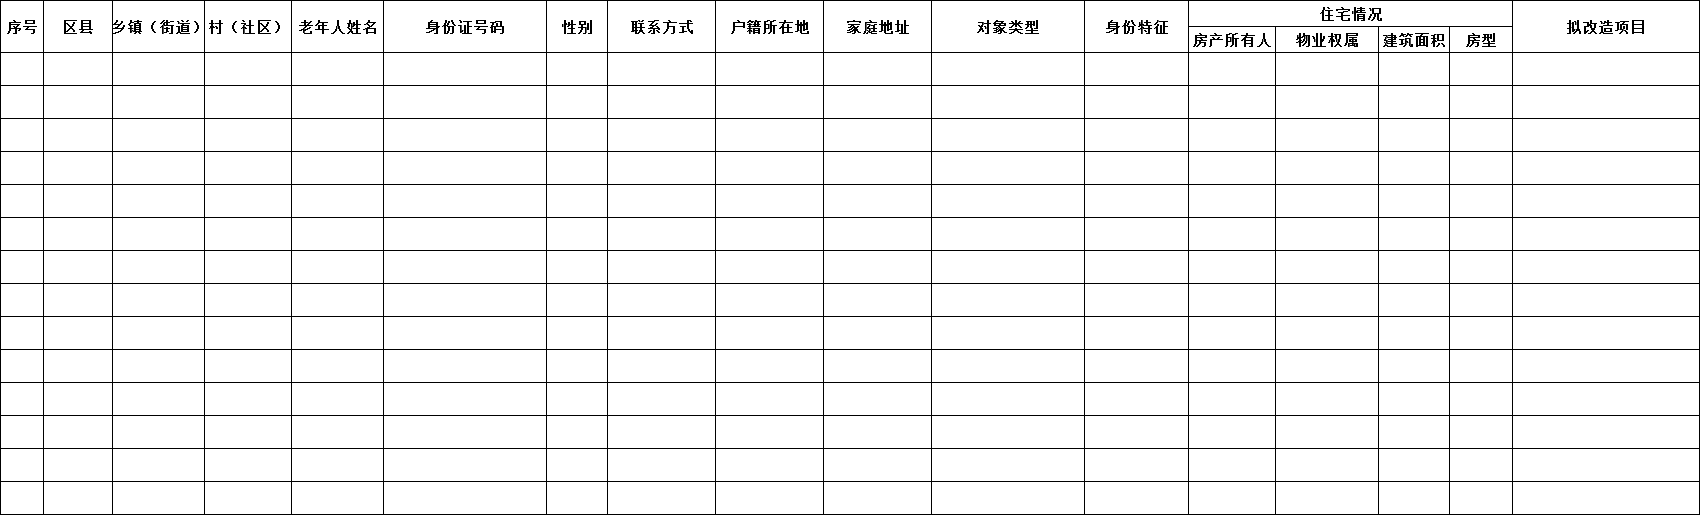 序号 区县 乡镇（街道） 村（社区） 老年人姓名 身份证号码 性别 联系方式 户籍所在地 家庭地址 对象类型 身份特征 住宅情况 拟改造项目
房产所有人 物业权属 建筑面积 房型